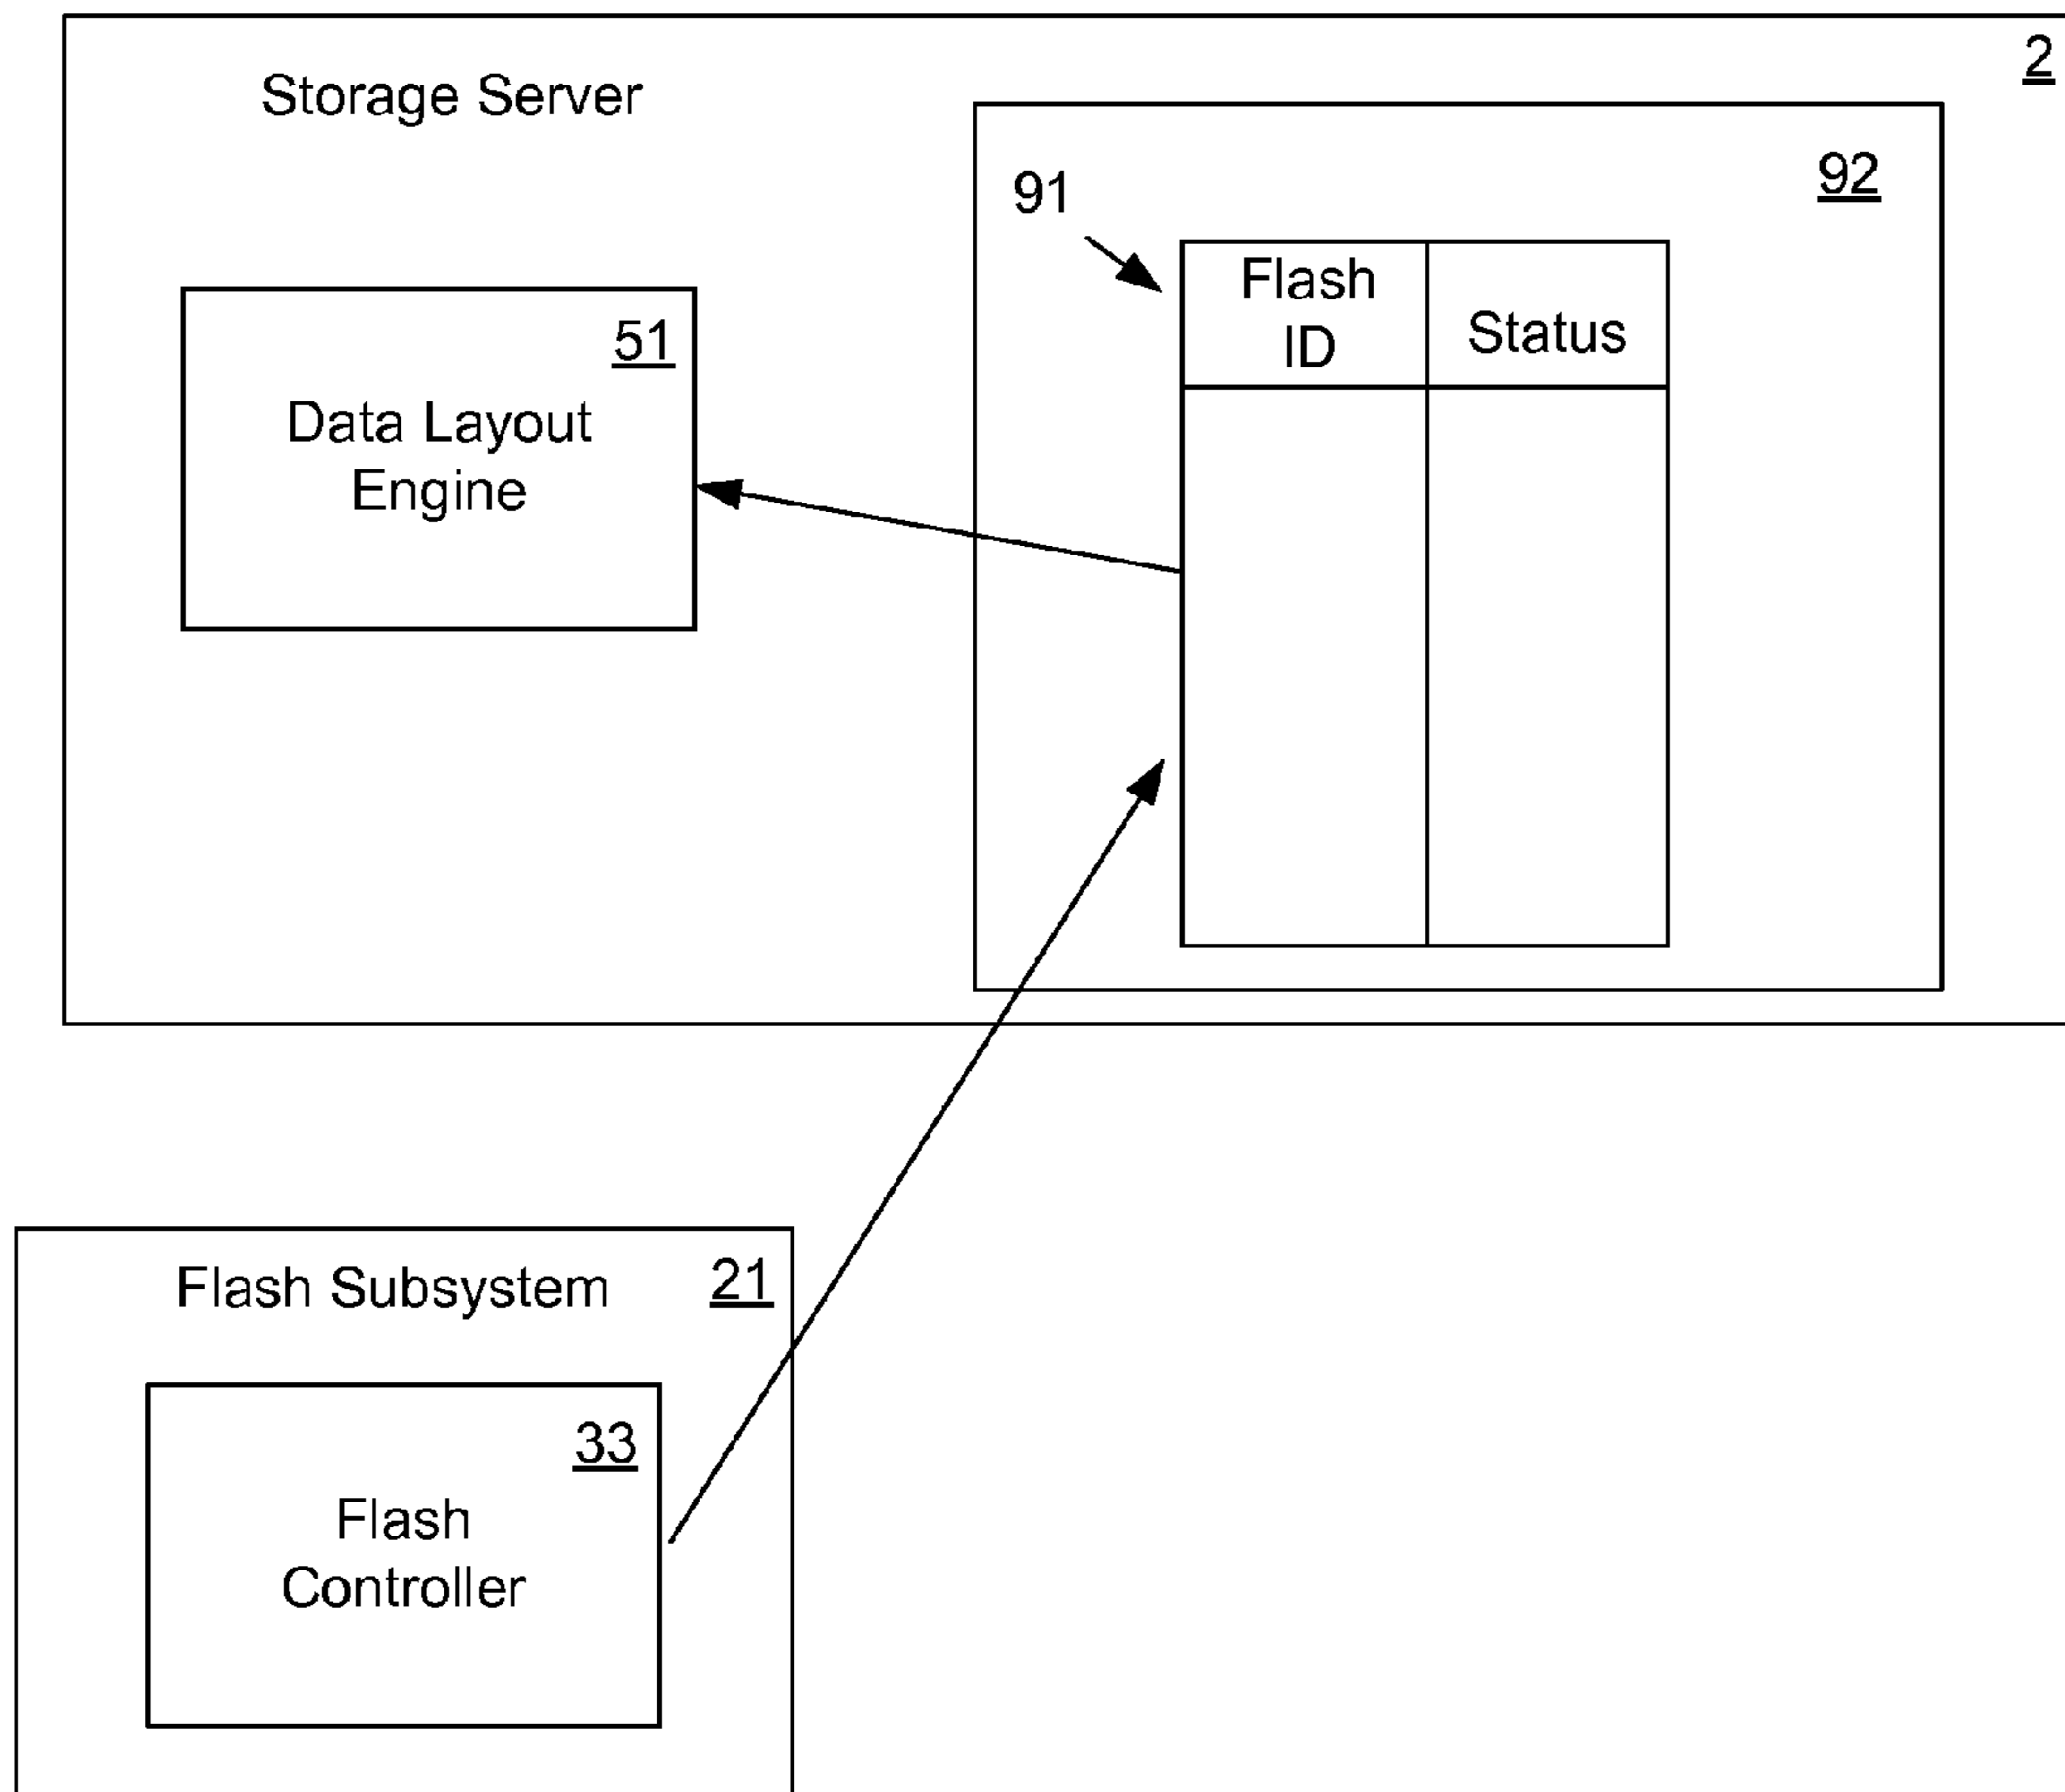 2
Storage Server
92
91
Flash
ID
Status
51
Data Layout
Engine
Flash Subsystem
21
33
Flash
Controller